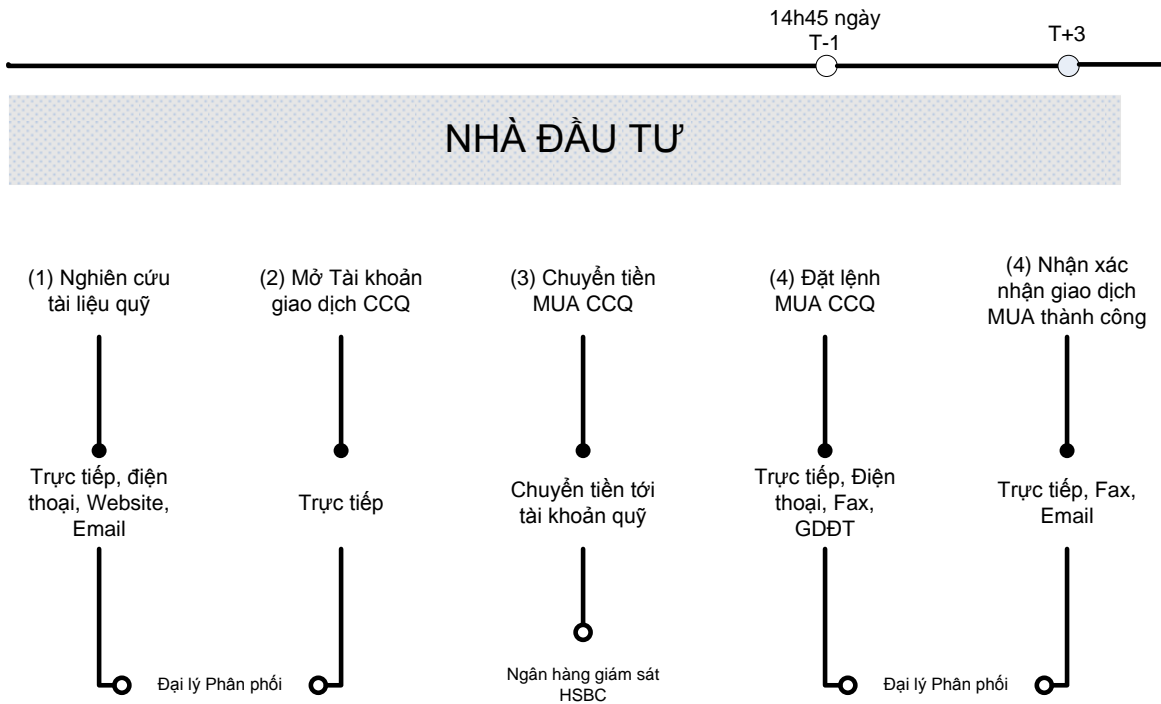 14h45 ngày
T-1
T+3
NHÀ ĐẦU TƯ
(1) Nghiên cứu
tài liệu quỹ
(2) Mở Tài khoản
giao dịch CCQ
(3) Chuyển tiền
MUA CCQ
(4) Đặt lệnh
MUA CCQ
(4) Nhận xác
nhận giao dịch
MUA thành công
Trực tiếp, điện
thoại, Website,
Email
Trực tiếp
Chuyển tiền tới
tài khoản quỹ
Trực tiếp, Điện
thoại, Fax,
GDĐT
Trực tiếp, Fax,
Email
Đại lý Phân phối
Ngân hàng giám sát
HSBC
Đại lý Phân phối